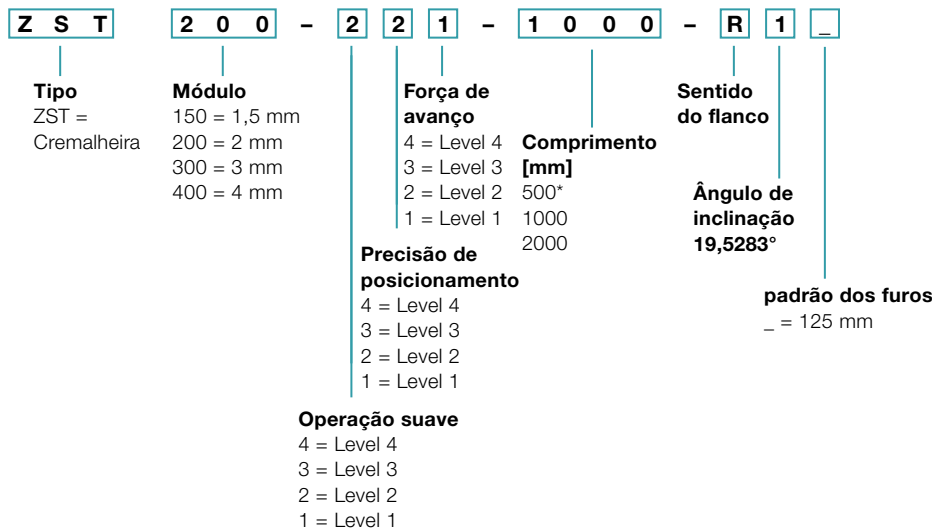 Z S T 2 0 0 – 2 2 1 – 1 0 0 0 – R 1 _
Tipo
ZST =
Cremalheira
Módulo
150 = 1,5 mm
200 = 2 mm
300 = 3 mm
400 = 4 mm
Força de
avanço
4 = Level 4
3 = Level 3
2 = Level 2
1 = Level 1
Comprimento
[mm]
500*
1000
2000
Sentido
do flanco
Ângulo de
inclinação
19,5283°
Precisão de
posicionamento
4 = Level 4
3 = Level 3
2 = Level 2
1 = Level 1
padrão dos furos
_ = 125 mm
Operação suave
4 = Level 4
3 = Level 3
2 = Level 2
1 = Level 1